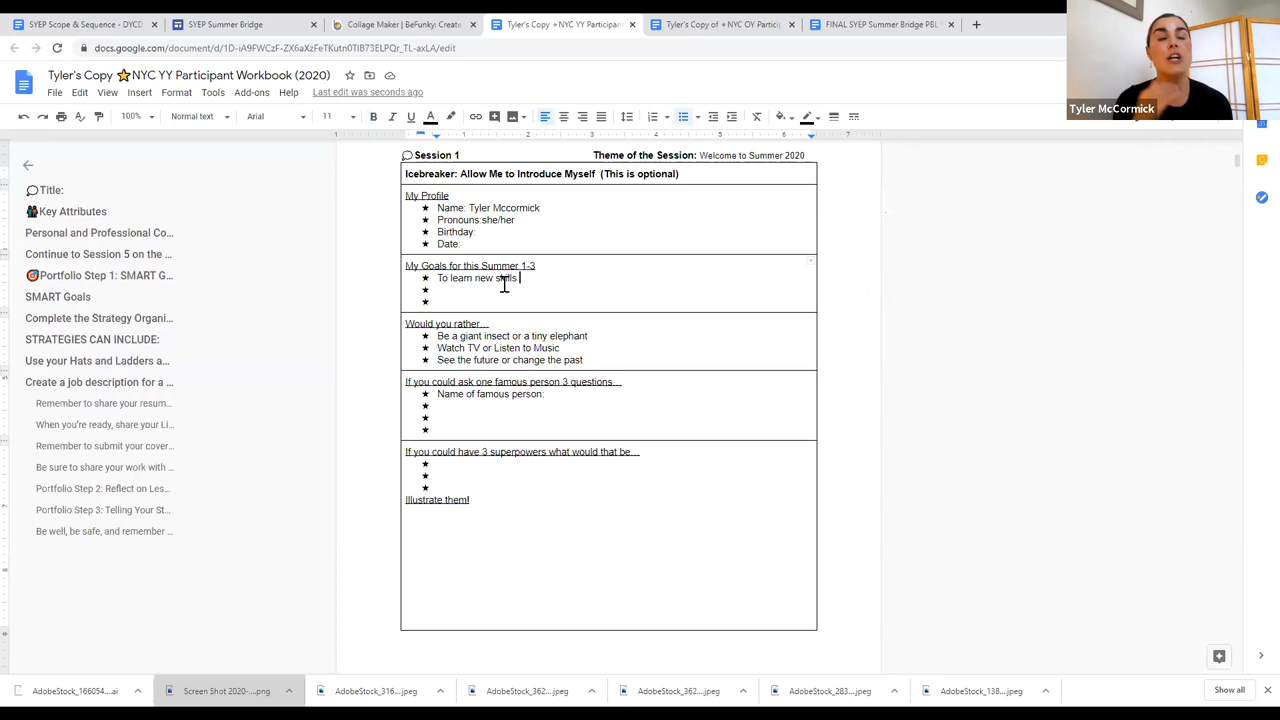 SYEP Scope & Sequence - DYCD
SYEP Summer Bridge
Collage Maker | BeFunky: Create
Tyler's Copy ⭐NYC YY Participan
Tyler's Copy of ⭐NYC OY Partici
FINAL SYEP Summer Bridge PBL
Tyler McCormick
Tyler's Copy ⭐NYC YY Participant Workbook (2020)
File Edit View Insert Format Tools Add-ons Help Last edit was seconds ago
100% Normal text Arial 11
1 1 2 3 4 5 6 7
Title:
Key Attributes
Personal and Professional Co...
Continue to Session 5 on the ...
Portfolio Step 1: SMART G...
SMART Goals
Complete the Strategy Organi...
STRATEGIES CAN INCLUDE:
Use your Hats and Ladders a...
Create a job description for a ...
Remember to share your resum...
When you're ready, share your Li...
Remember to submit your cover...
Be sure to share your work with ...
Portfolio Step 2: Reflect on Les...
Portfolio Step 3: Telling Your St...
Be well, be safe, and remember ...
Session 1 Theme of the Session: Welcome to Summer 2020
Icebreaker: Allow Me to Introduce Myself (This is optional)
My Profile
★ Name: Tyler Mccormick
★ Pronouns:she/her
★ Birthday:
★ Date:
My Goals for this Summer 1-3
★ To learn new skills
★
★
Would you rather...
★ Be a giant insect or a tiny elephant
★ Watch TV or Listen to Music
★ See the future or change the past
If you could ask one famous person 3 questions...
★ Name of famous person:
★
★
★
If you could have 3 superpowers what would that be...
★
★
★
Illustrate them!
AdobeStock_166054....ai
Screen Shot 2020-....png
AdobeStock_316....jpeg
AdobeStock_362....jpeg
AdobeStock_362....jpeg
AdobeStock_283....jpeg
AdobeStock_138....jpeg
Show all